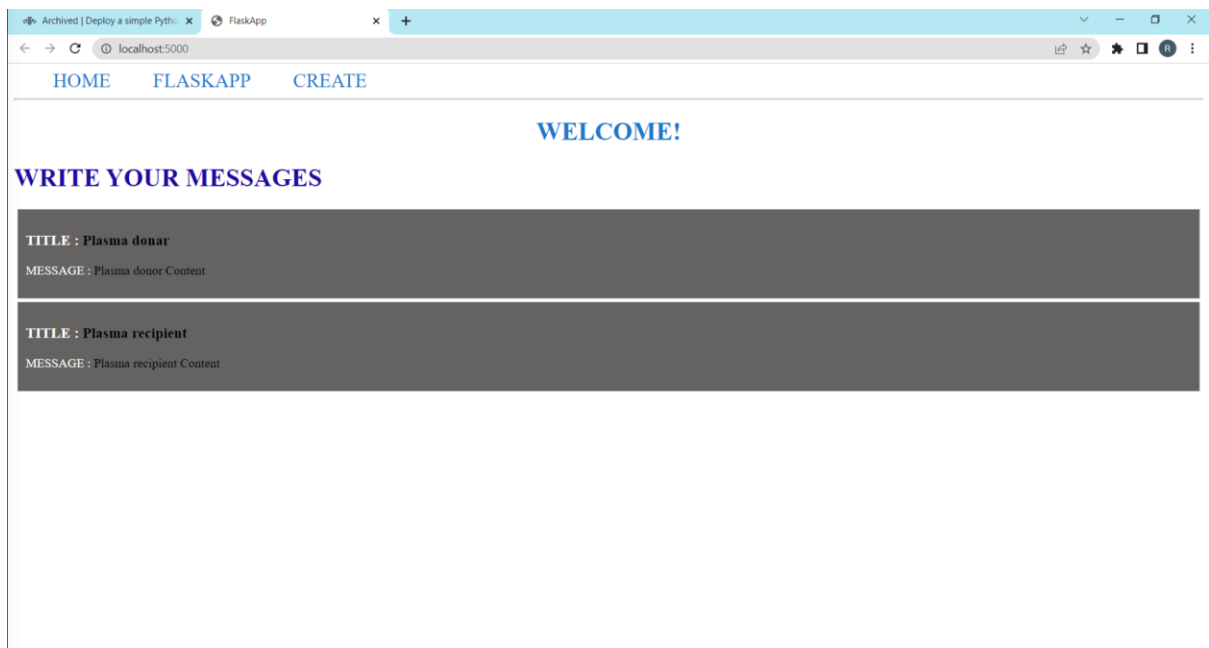 Archived | Deploy a simple Pytho
FlaskApp
localhost:5000
R
HOME FLASKAPP CREATE
WELCOME!
WRITE YOUR MESSAGES
TITLE : Plasma donar
MESSAGE : Plasma donor Content
TITLE : Plasma recipient
MESSAGE : Plasma recipient Content